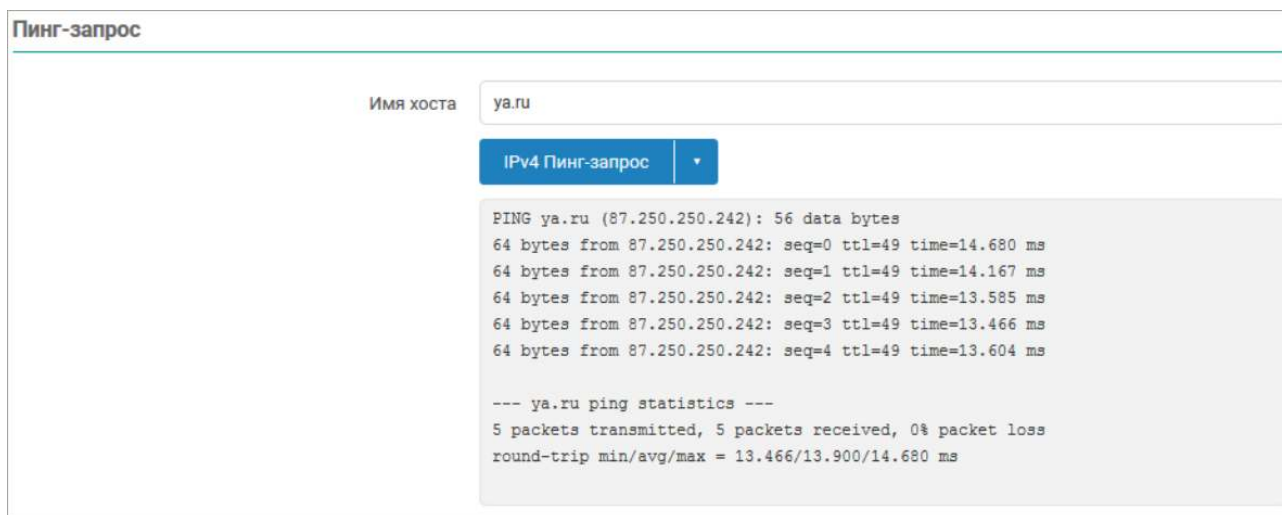 Пинг-запрос
Имя хоста
ya.ru
IPv4 Пинг-запрос
PING ya.ru (87.250.250.242): 56 data bytes
64 bytes from 87.250.250.242: seq=0 ttl=49 time=14.680 ms
64 bytes from 87.250.250.242: seq=1 ttl=49 time=14.167 ms
64 bytes from 87.250.250.242: seq=2 ttl=49 time=13.585 ms
64 bytes from 87.250.250.242: seq=3 ttl=49 time=13.466 ms
64 bytes from 87.250.250.242: seq=4 ttl=49 time=13.604 ms
--- ya.ru ping statistics ---
5 packets transmitted, 5 packets received, 0% packet loss
round-trip min/avg/max = 13.466/13.900/14.680 ms